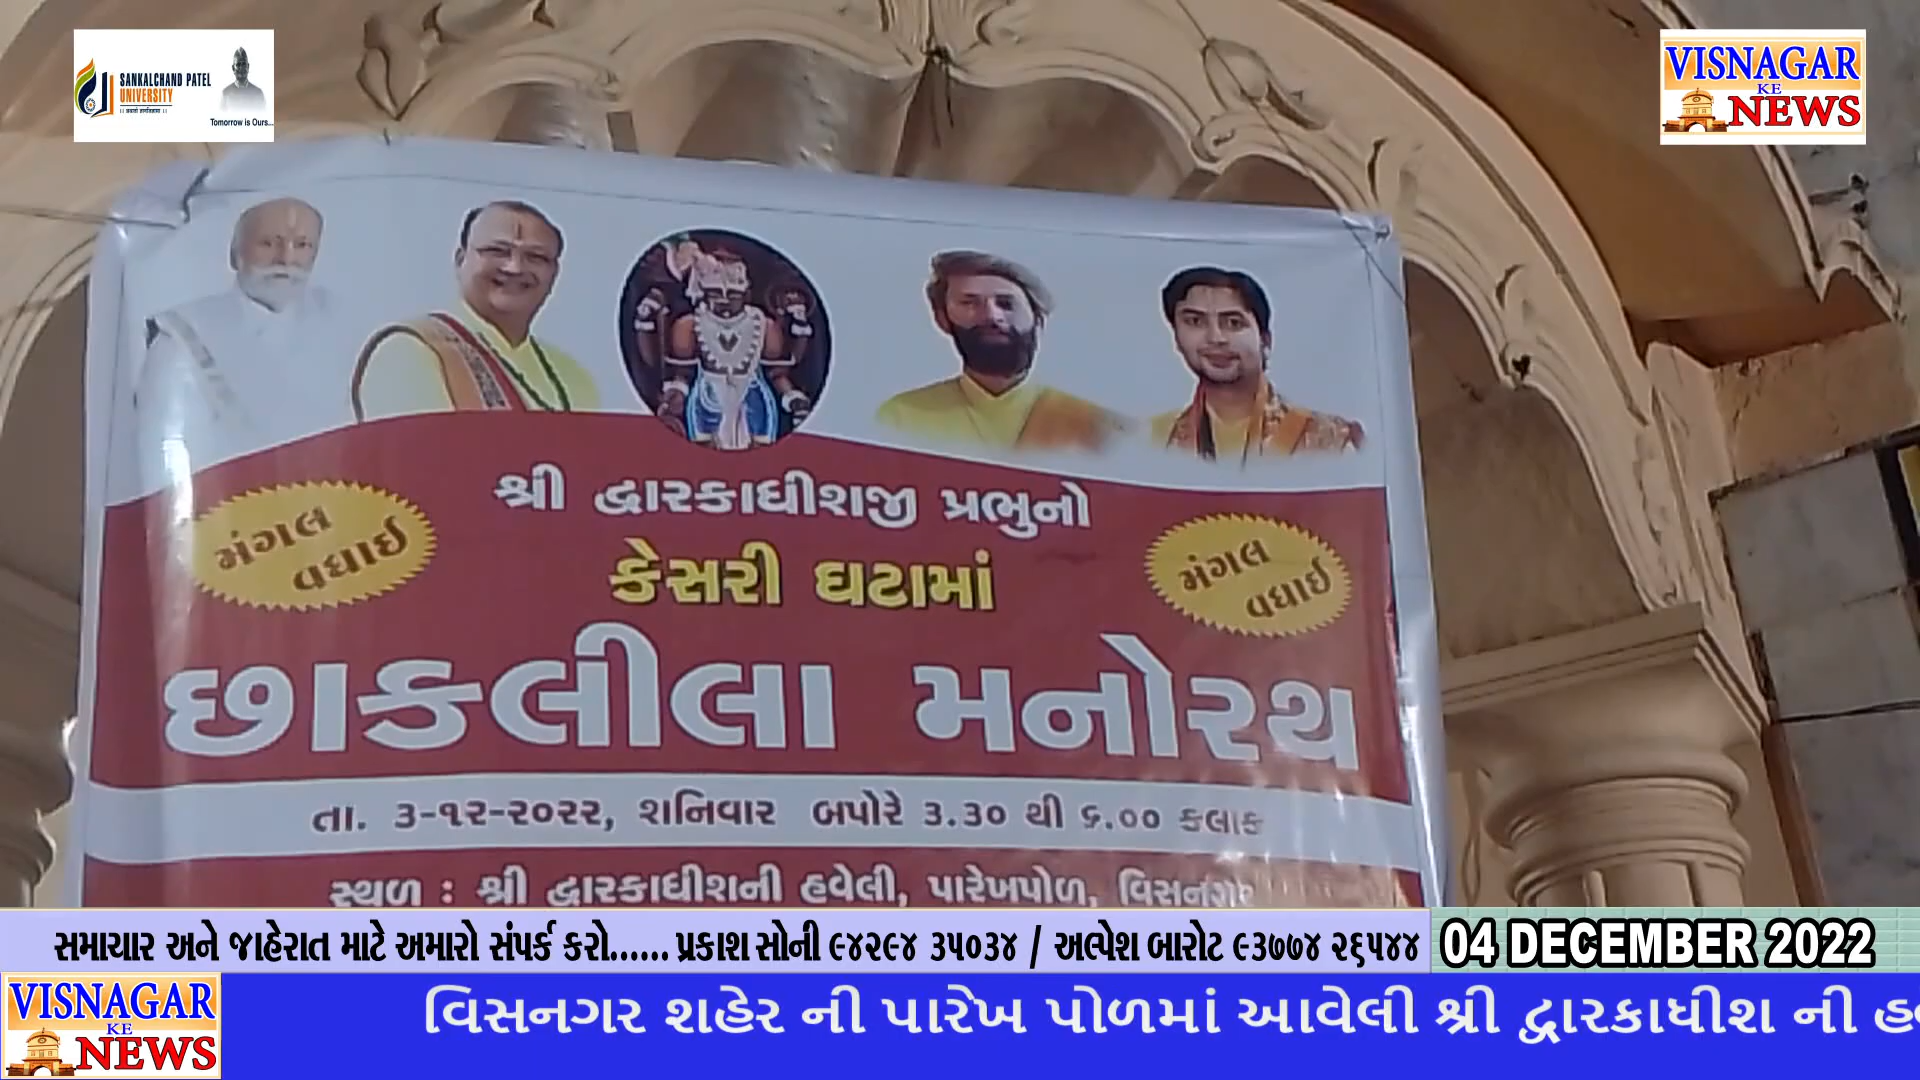 SANKALCHAND PATEL
UNIVERSITY
Tomorrow is Ours...
VISNAGAR
KE
NEWS
શ્રી દ્વારકાધીશજી પ્રભુનો
મંગલ
વધાઈ
કેસરી ઘટામાં
મંગલ
વધાઈ
છાકલીલા મનોરથ
તા. ૩-૧૨-૨૦૨૨, શનિવાર બપોરે ૩.૩૦ થી ૬.૦૦ કલાક
સ્થળ : શ્રી દ્વારકાધીશની હવેલી, પારેખપોળ, વિસનગર
સમાચાર અને જાહેરાત માટે અમારો સંપર્ક કરો...... પ્રકાશ સોની ૯૪૨૯૪ ૩૫૦૩૪ / અલ્પેશ બારોટ ૯૩૭૭૪ ૨૬૫૪૪
04 DECEMBER 2022
VISNAGAR
KE
NEWS
વિસનગર શહેર ની પારેખ પોળમાં આવેલી શ્રી દ્વારકાધીશ ની હ